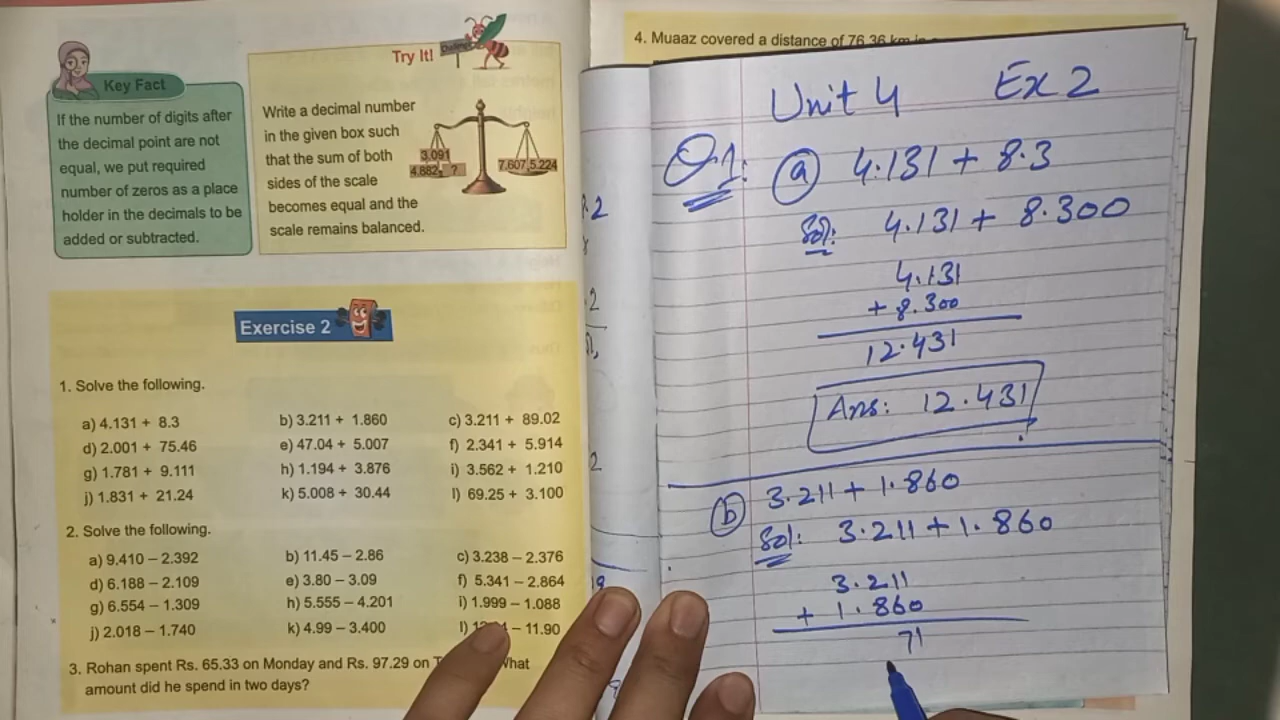 Key Fact
If the number of digits after
the decimal point are not
equal, we put required
number of zeros as a place
holder in the decimals to be
added or subtracted.
Try It!
Write a decimal number
in the given box such
that the sum of both
sides of the scale
becomes equal and the
scale remains balanced.
3.091
4.882, ?
7.607,5.224
Exercise 2
1. Solve the following.
a) 4.131 + 8.3 b) 3.211 + 1.860 c) 3.211 + 89.02
d) 2.001 + 75.46 e) 47.04 + 5.007 f) 2.341 + 5.914
g) 1.781 + 9.111 h) 1.194 + 3.876 i) 3.562 + 1.210
j) 1.831 + 21.24 k) 5.008 + 30.44 l) 69.25 + 3.100
2. Solve the following.
a) 9.410 – 2.392 b) 11.45 – 2.86 c) 3.238 – 2.376
d) 6.188 – 2.109 e) 3.80 – 3.09 f) 5.341 – 2.864
g) 6.554 – 1.309 h) 5.555 – 4.201 i) 1.999 – 1.088
j) 2.018 – 1.740 k) 4.99 – 3.400 l) – 11.90
3. Rohan spent Rs. 65.33 on Monday and Rs. 97.29 on What
amount did he spend in two days?
4. Muaaz covered a distance of 76.36 km
Unit 4 Ex 2
Q1: a 4.131 + 8.3
Sol: 4.131 + 8.300
4.131
+ 8.300
12.431
Ans: 12.431
b 3.211 + 1.860
Sol: 3.211 + 1.860
3.211
+ 1.860
71